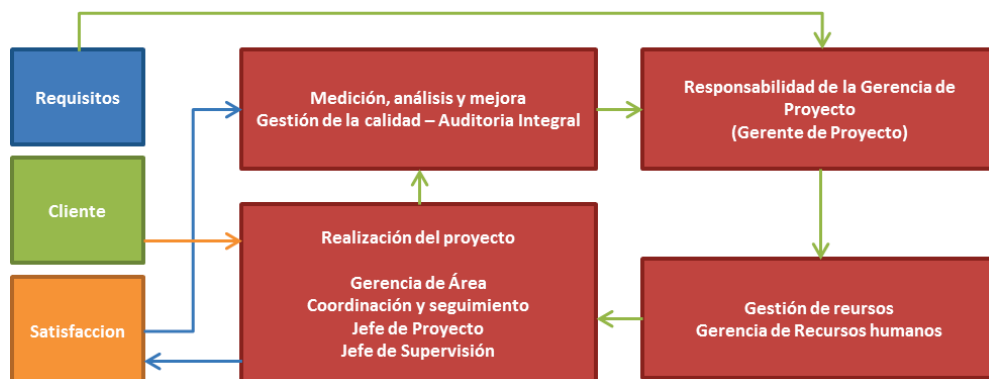 Requisitos
Cliente
Satisfaccion
Medición, análisis y mejora
Gestión de la calidad – Auditoria Integral
Realización del proyecto
Gerencia de Área
Coordinación y seguimiento
Jefe de Proyecto
Jefe de Supervisión
Responsabilidad de la Gerencia de
Proyecto
(Gerente de Proyecto)
Gestión de reursos
Gerencia de Recursos humanos